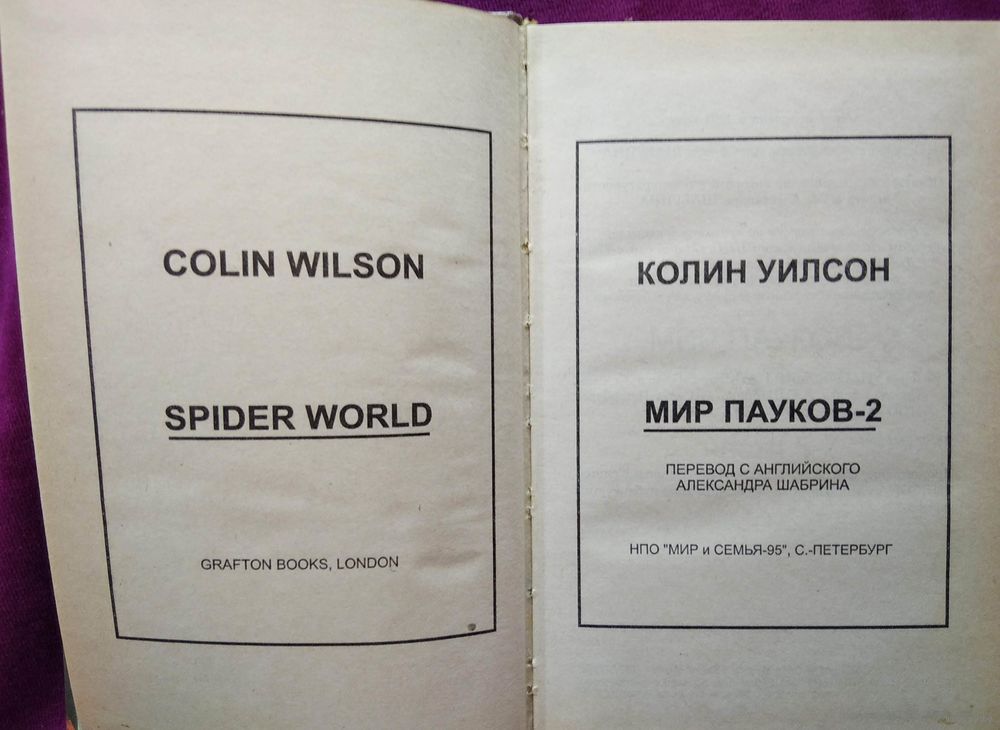 COLIN WILSON
SPIDER WORLD
GRAFTON BOOKS, LONDON
КОЛИН УИЛСОН
МИР ПАУКОВ-2
ПЕРЕВОД С АНГЛИЙСКОГО
АЛЕКСАНДРА ШАБРИНА
НПО "МИР и СЕМЬЯ-95", С.-ПЕТЕРБУРГ